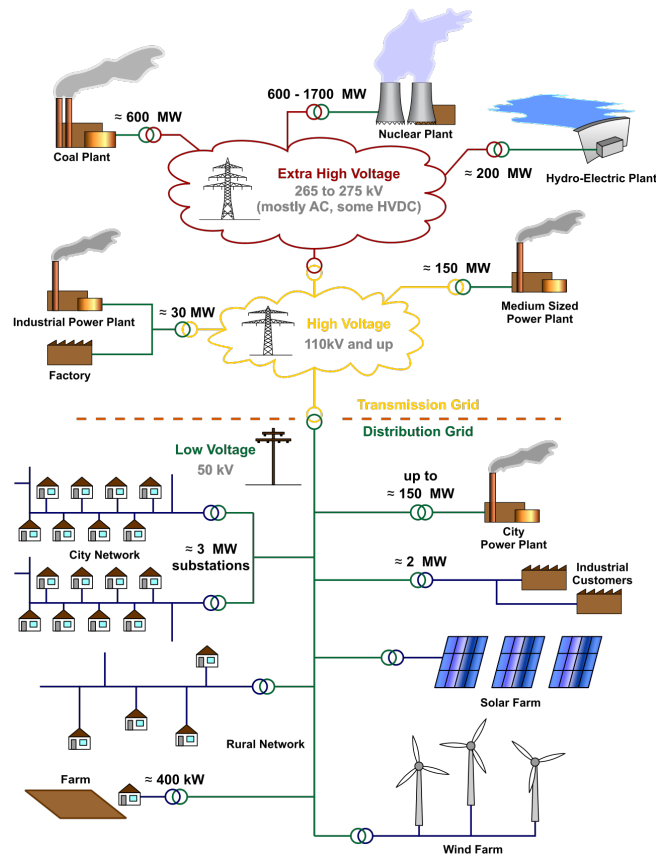 600 - 1700 MW
Nuclear Plant
≈ 600 MW
Coal Plant
Extra High Voltage
265 to 275 kV
(mostly AC, some HVDC)
≈ 200 MW
Hydro-Electric Plant
≈ 150 MW
Medium Sized
Power Plant
Industrial Power Plant
≈ 30 MW
Factory
High Voltage
110kV and up
Transmission Grid
Distribution Grid
Low Voltage
50 kV
up to
≈ 150 MW
City
Power Plant
City Network
≈ 3 MW
substations
≈ 2 MW
Industrial
Customers
Solar Farm
Rural Network
Farm
≈ 400 kW
Wind Farm